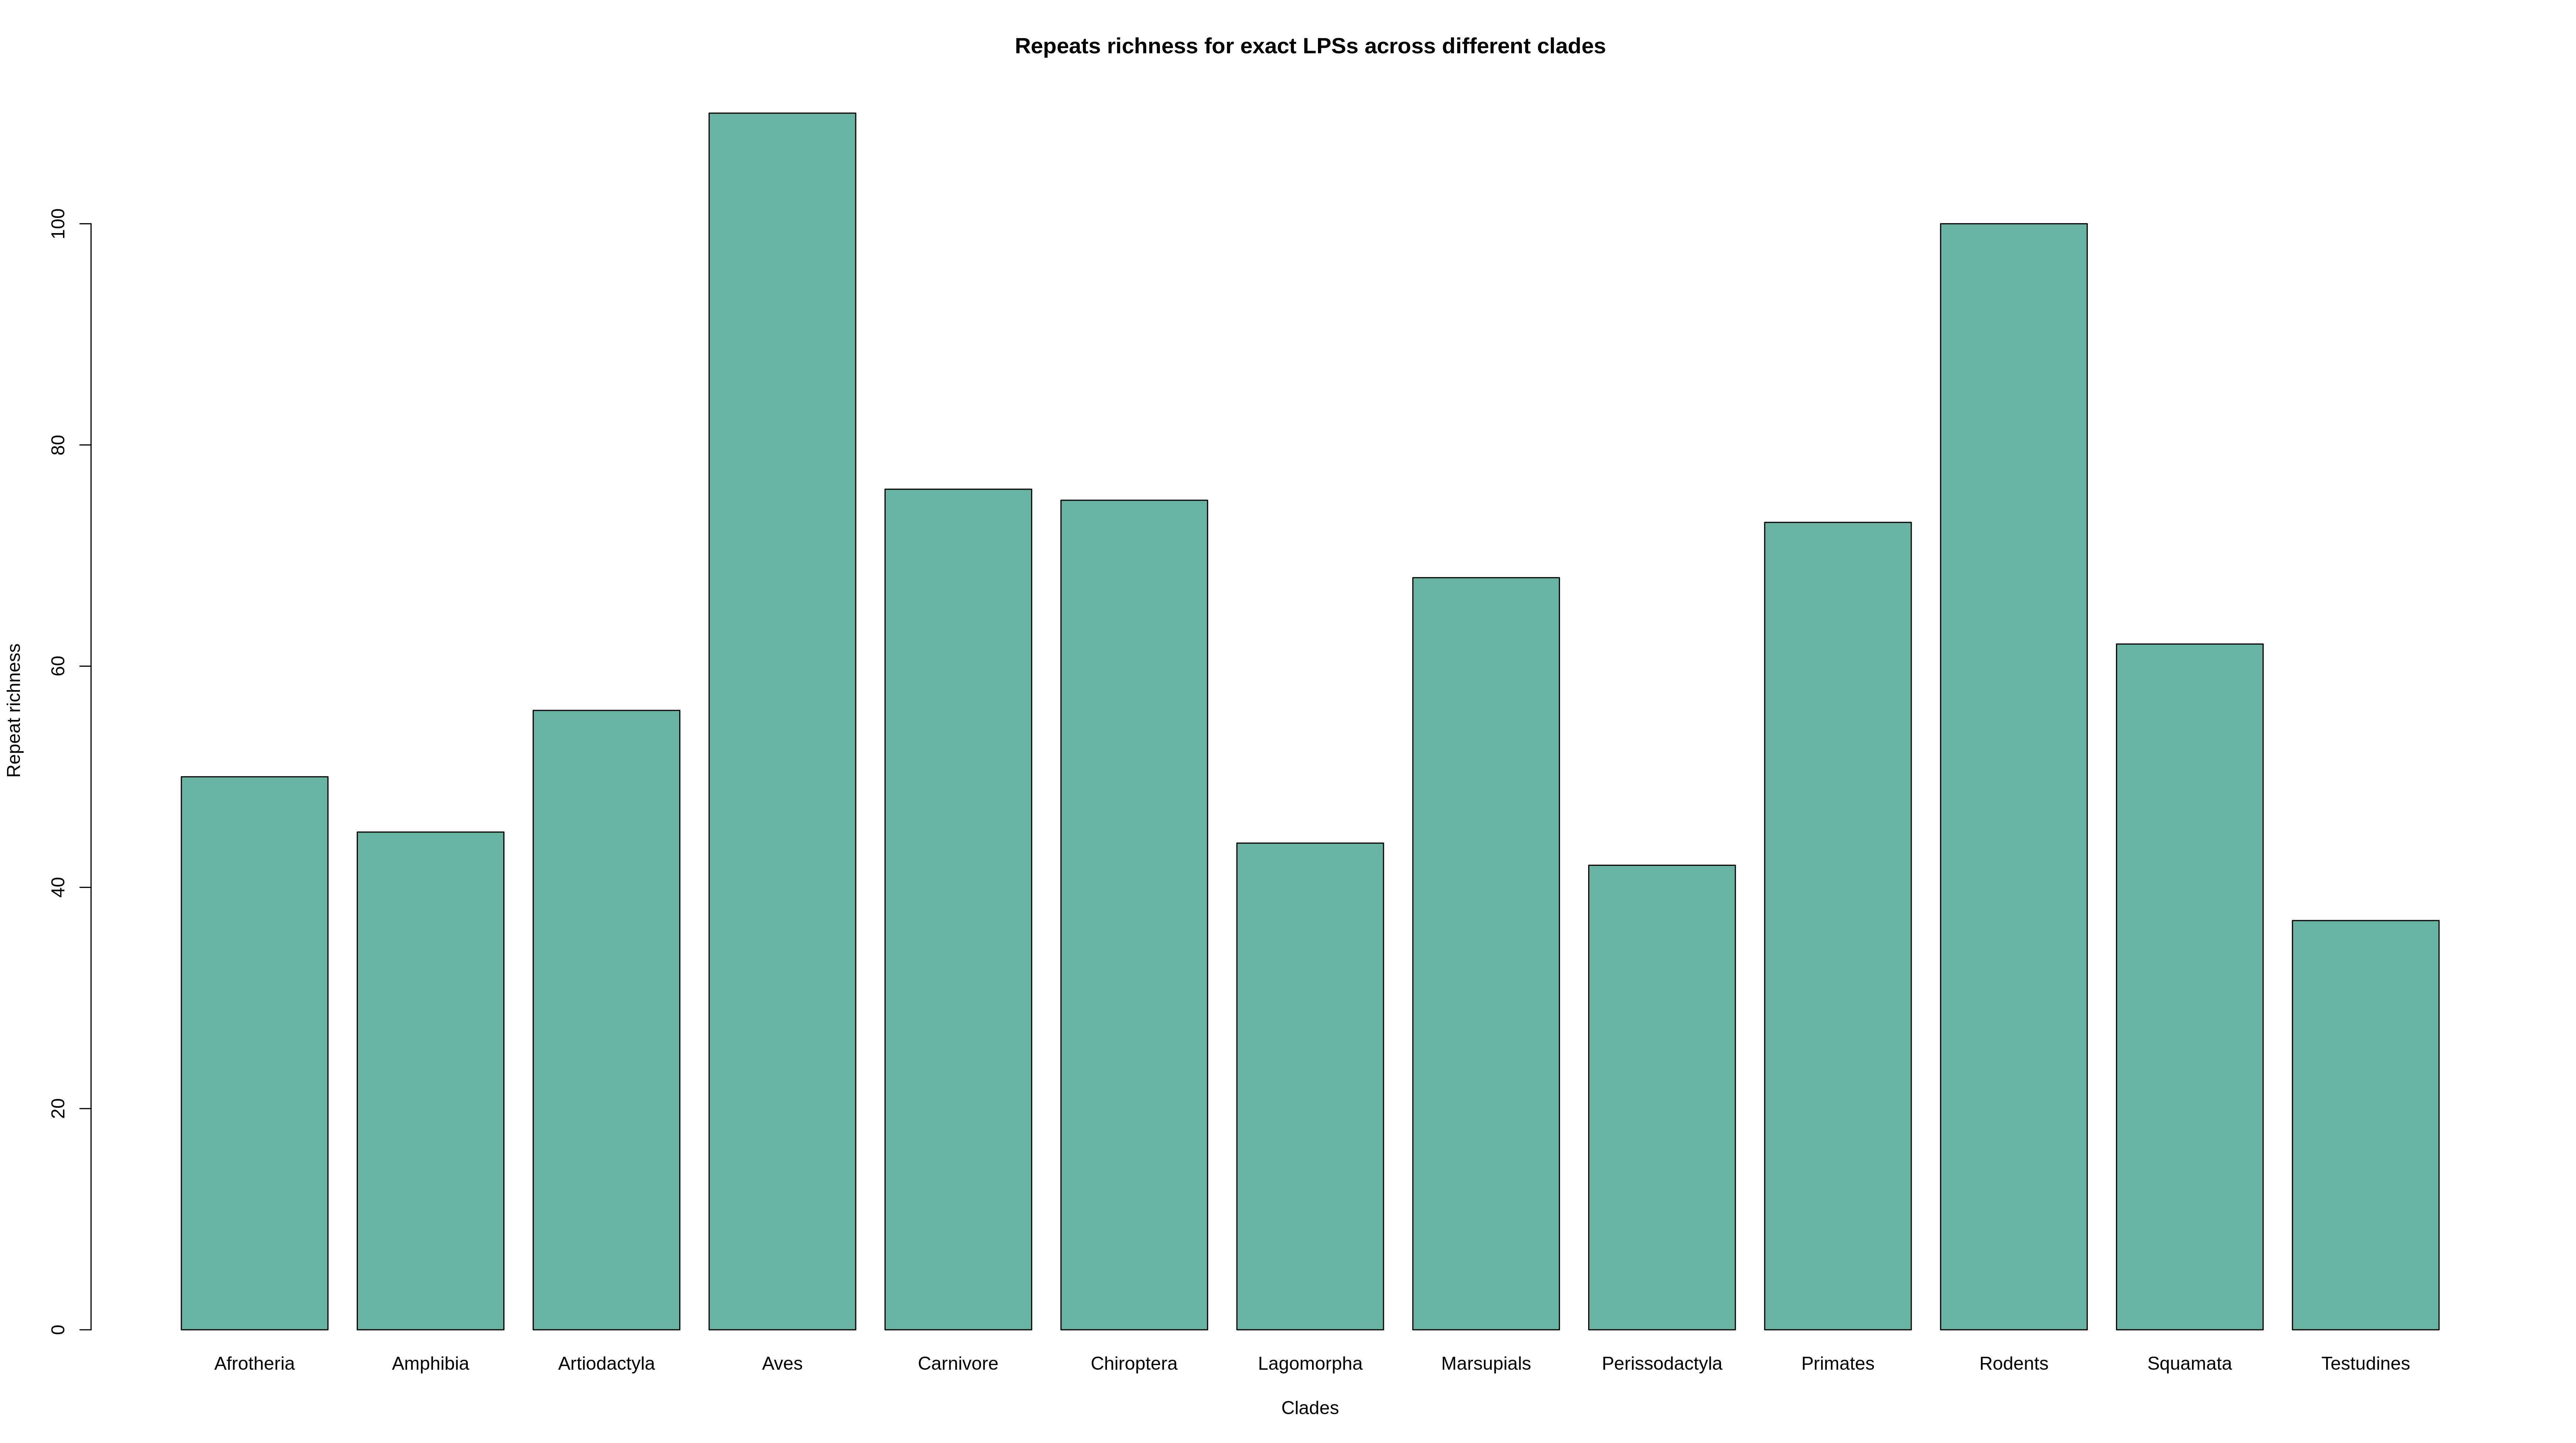 Repeats richness for exact LPSs across different clades
Repeat richness
100
80
60
40
20
0
Afrotheria Amphibia Artiodactyla Aves Carnivore Chiroptera Lagomorpha Marsupials Perissodactyla Primates Rodents Squamata Testudines
Clades